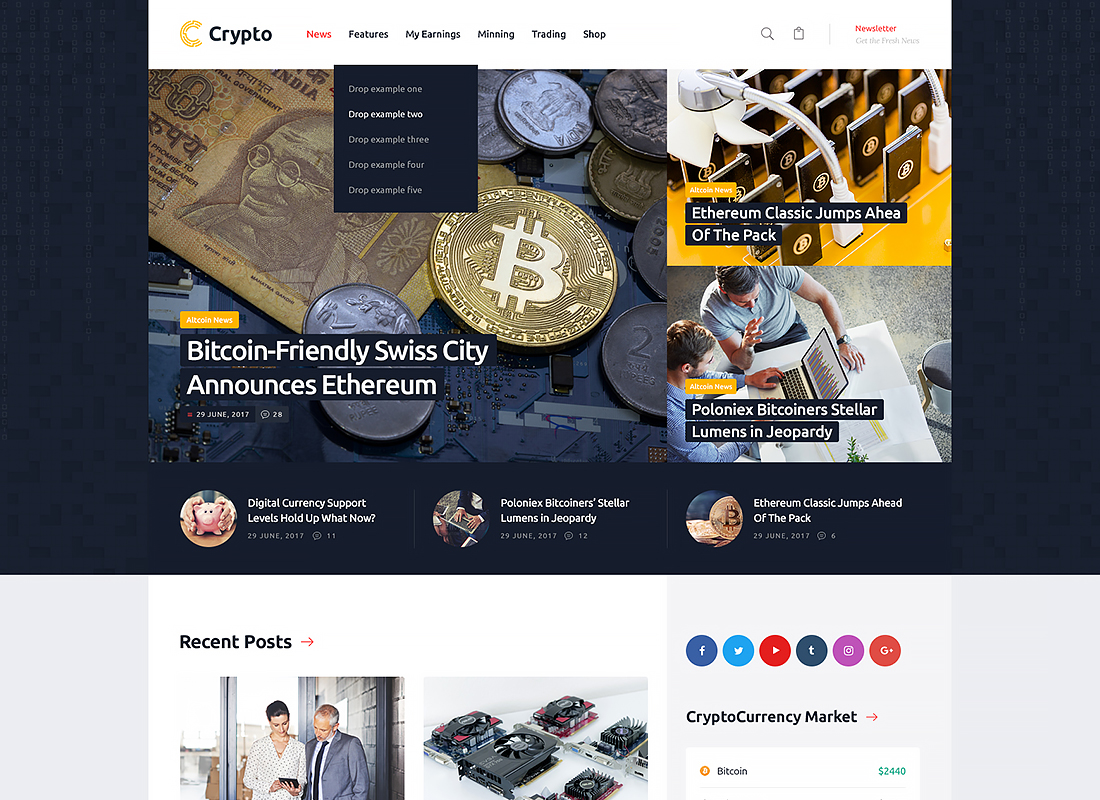 Crypto
News Features My Earnings Minning Trading Shop
Newsletter
Get the Fresh News
Drop example one
Drop example two
Drop example three
Drop example four
Drop example five
Altcoin News
Bitcoin-Friendly Swiss City
Announces Ethereum
29 JUNE, 2017 28
Altcoin News
Ethereum Classic Jumps Ahea
Of The Pack
Altcoin News
Poloniex Bitcoiners Stellar
Lumens in Jeopardy
Digital Currency Support
Levels Hold Up What Now?
29 JUNE, 2017 11
Poloniex Bitcoiners’ Stellar
Lumens in Jeopardy
29 JUNE, 2017 12
Ethereum Classic Jumps Ahead
Of The Pack
29 JUNE, 2017 6
Recent Posts
CryptoCurrency Market
Bitcoin $2440